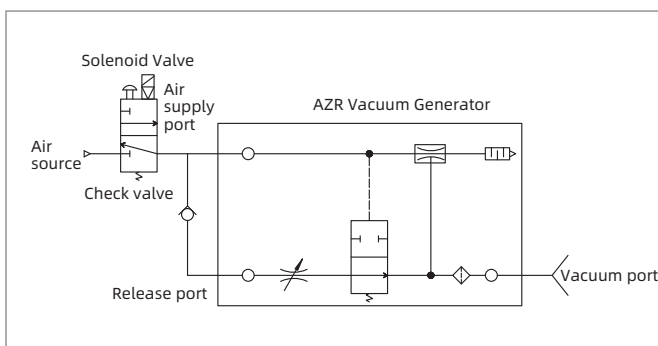 Solenoid Valve
Air
supply
port
AZR Vacuum Generator
Air
source
Check valve
Release port
Vacuum port